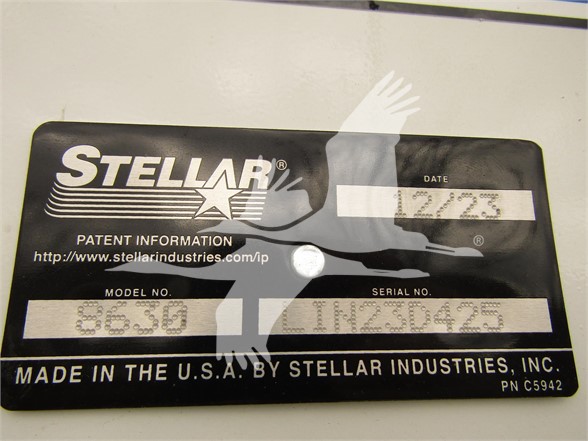 STELLAR®
DATE
12/23
PATENT INFORMATION
http://www.stellarindustries.com/ip
®
MODEL NO.
SERIAL NO.
8630
LIH23D425
MADE IN THE U.S.A. BY STELLAR INDUSTRIES, INC.
PN C5942